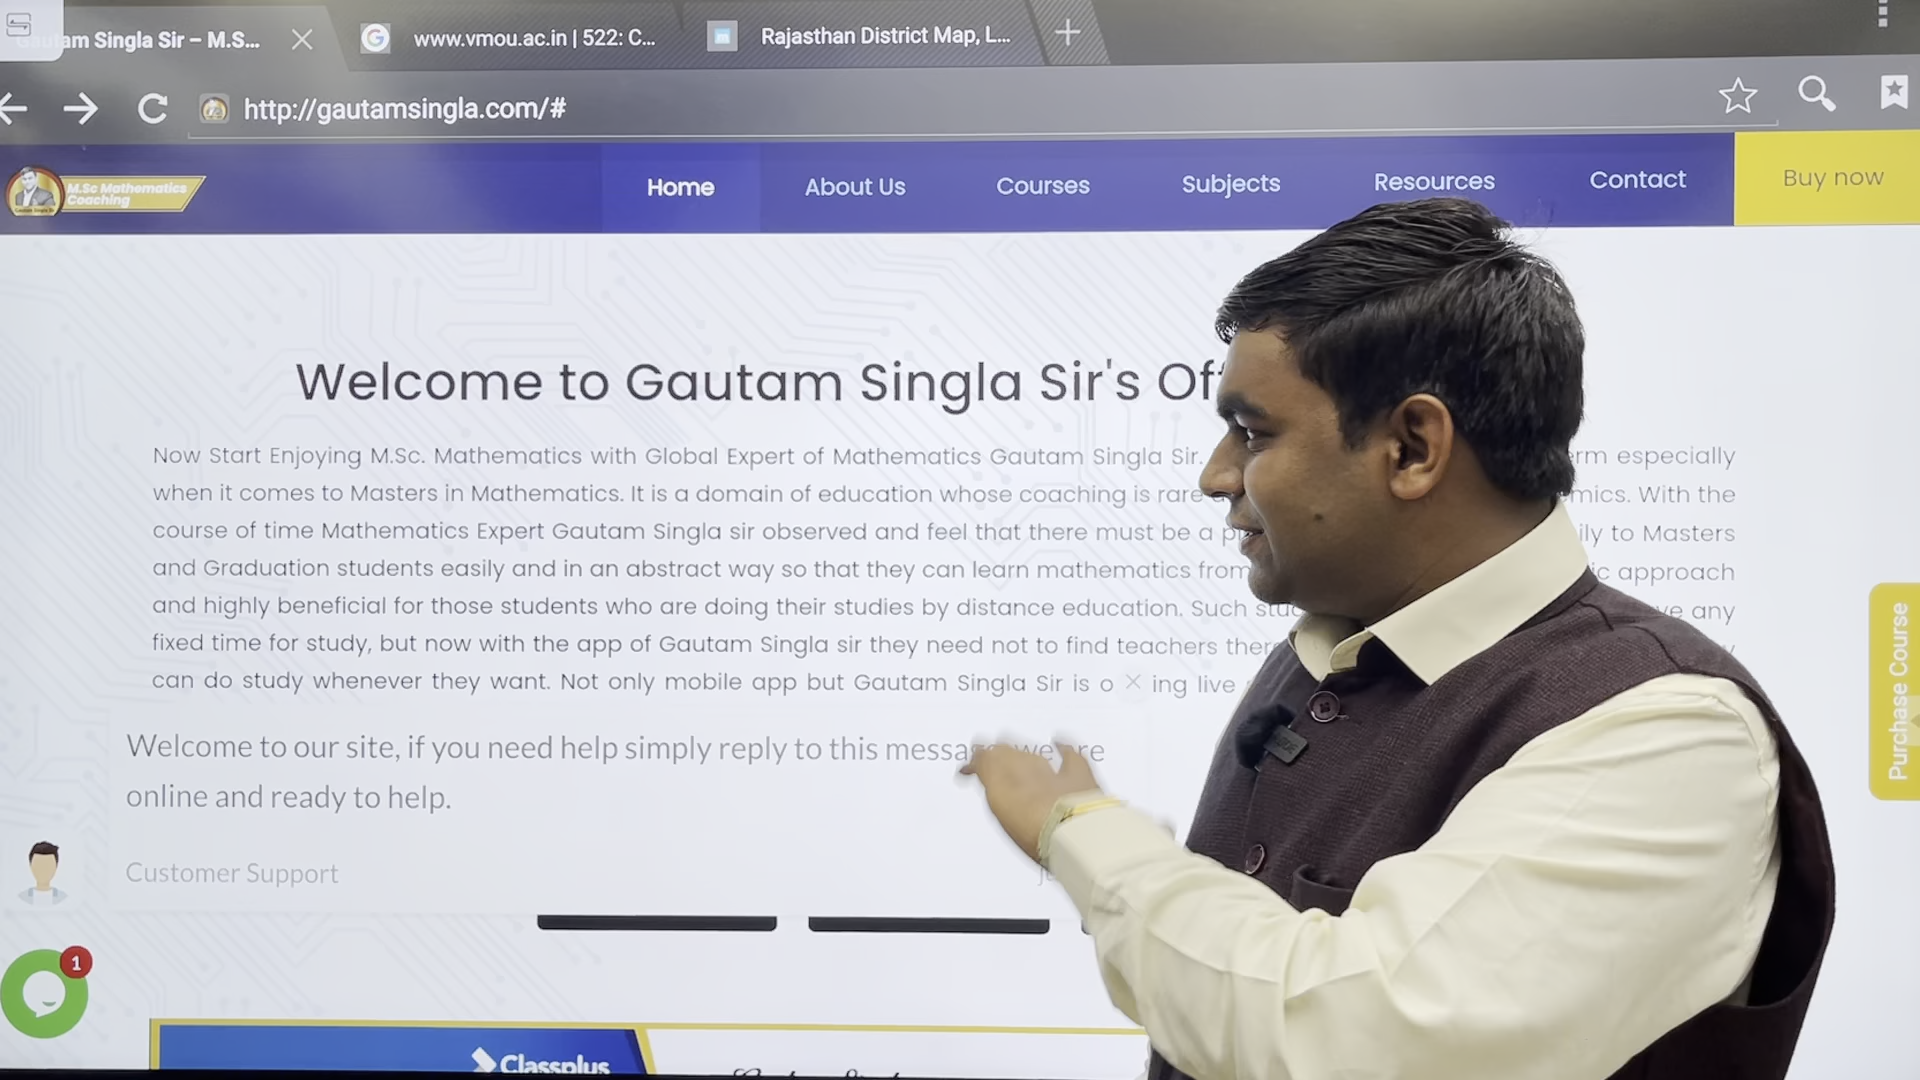 am Singla Sir – M.S...
www.vmou.ac.in | 522: C...
Rajasthan District Map, L...
http://gautamsingla.com/#
M.Sc Mathematics
Coaching
Home
About Us
Courses
Subjects
Resources
Contact
Buy now
Welcome to Gautam Singla Sir's Of
Now Start Enjoying M.Sc. Mathematics with Global Expert of Mathematics Gautam Singla Sir. rm especially
when it comes to Masters in Mathematics. It is a domain of education whose coaching is rare mics. With the
course of time Mathematics Expert Gautam Singla sir observed and feel that there must be a p ily to Masters
and Graduation students easily and in an abstract way so that they can learn mathematics from ic approach
and highly beneficial for those students who are doing their studies by distance education. Such stu ve any
fixed time for study, but now with the app of Gautam Singla sir they need not to find teachers ther
can do study whenever they want. Not only mobile app but Gautam Singla Sir is o ing live
Purchase Course
Welcome to our site, if you need help simply reply to this messa we are
online and ready to help.
Customer Support
1
Classplus